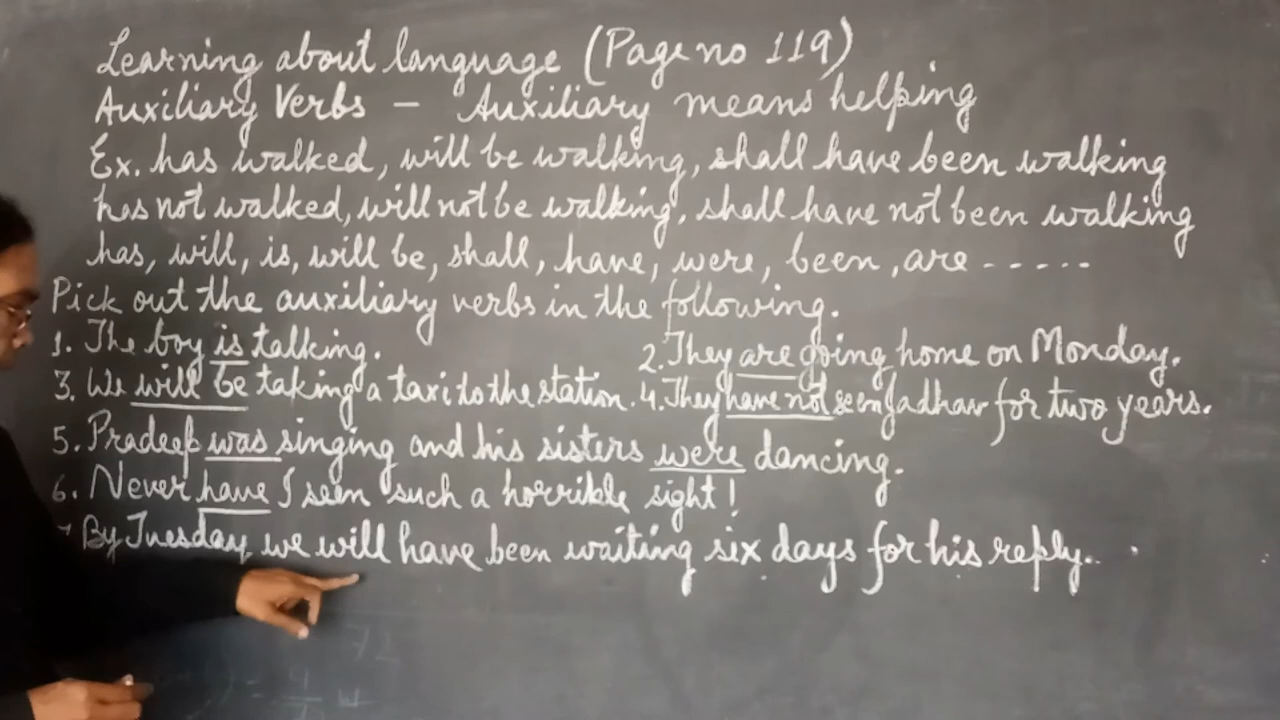 Learning about language (Page no 119)
Auxiliary Verbs – Auxiliary means helping
Ex. has walked, will be walking, shall have been walking
has not walked, will not be walking, shall have not been walking
has, will, is, will be, shall, have, were, been, are - - - - -
Pick out the auxiliary verbs in the following.
1. The boy is talking. 2. They are going home on Monday.
3. We will be taking a taxi to the station. 4. They have not seen Jadhav for two years.
5. Pradeep was singing and his sisters were dancing.
6. Never have I seen such a horrible sight!
7 By Tuesday we will have been waiting six days for his reply.